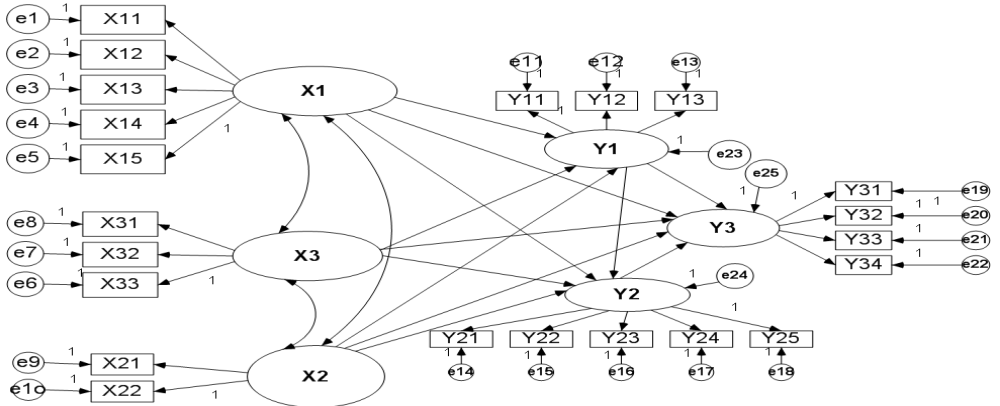 e1 1 X11
e2 1 X12
e3 1 X13
e4 1 X14
e5 1 X15
1
X1
e11 1 Y11
e12 1 Y12
e13 1 Y13
1
Y1
1 e23
e25
1
e8 1 X31
e7 1 X32
e6 1 X33
1
X3
Y3
1
Y31 e19
1 1
Y32 e20
1
Y33 e21
1
Y34 e22
Y2
1 e24
1
Y21 Y22 Y23 Y24 Y25
1 1 1 1 1
e14 e15 e16 e17 e18
e9 1 X21
e10 1 X22
1
X2